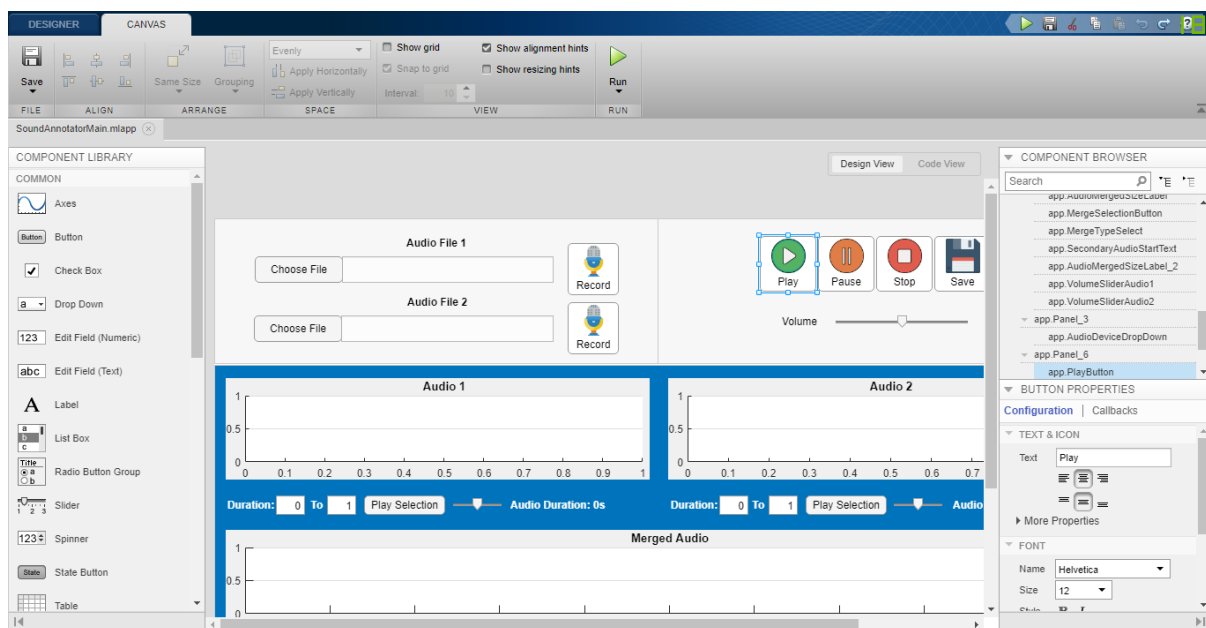 DESIGNER CANVAS
Save
Same Size Grouping
Evenly
Apply Horizontally
Apply Vertically
Show grid Show alignment hints
Snap to grid Show resizing hints
Interval: 10
Run
FILE ALIGN ARRANGE SPACE VIEW RUN
SoundAnnotatorMain.mlapp
COMPONENT LIBRARY
COMMON
Axes
Button Button
Check Box
a Drop Down
123 Edit Field (Numeric)
abc Edit Field (Text)
A Label
a b c List Box
Title a b Radio Button Group
1 2 3 Slider
123 Spinner
State State Button
Table
Design View Code View
Audio File 1
Choose File
Record
Audio File 2
Choose File
Record
Play Pause Stop Save
Volume
Audio 1
1
0.5
0
0 0.1 0.2 0.3 0.4 0.5 0.6 0.7 0.8 0.9 1
Duration: 0 To 1 Play Selection Audio Duration: 0s
Audio 2
1
0.5
0
0 0.1 0.2 0.3 0.4 0.5 0.6 0.7
Duration: 0 To 1 Play Selection Audio
Merged Audio
1
0.5
0
COMPONENT BROWSER
Search
app.AudioMergedSizeLabel
app.MergeSelectionButton
app.MergeTypeSelect
app.SecondaryAudioStartText
app.AudioMergedSizeLabel_2
app.VolumeSliderAudio1
app.VolumeSliderAudio2
app.Panel_3
app.AudioDeviceDropDown
app.Panel_6
app.PlayButton
BUTTON PROPERTIES
Configuration | Callbacks
TEXT & ICON
Text Play
More Properties
FONT
Name Helvetica
Size 12
Style B I